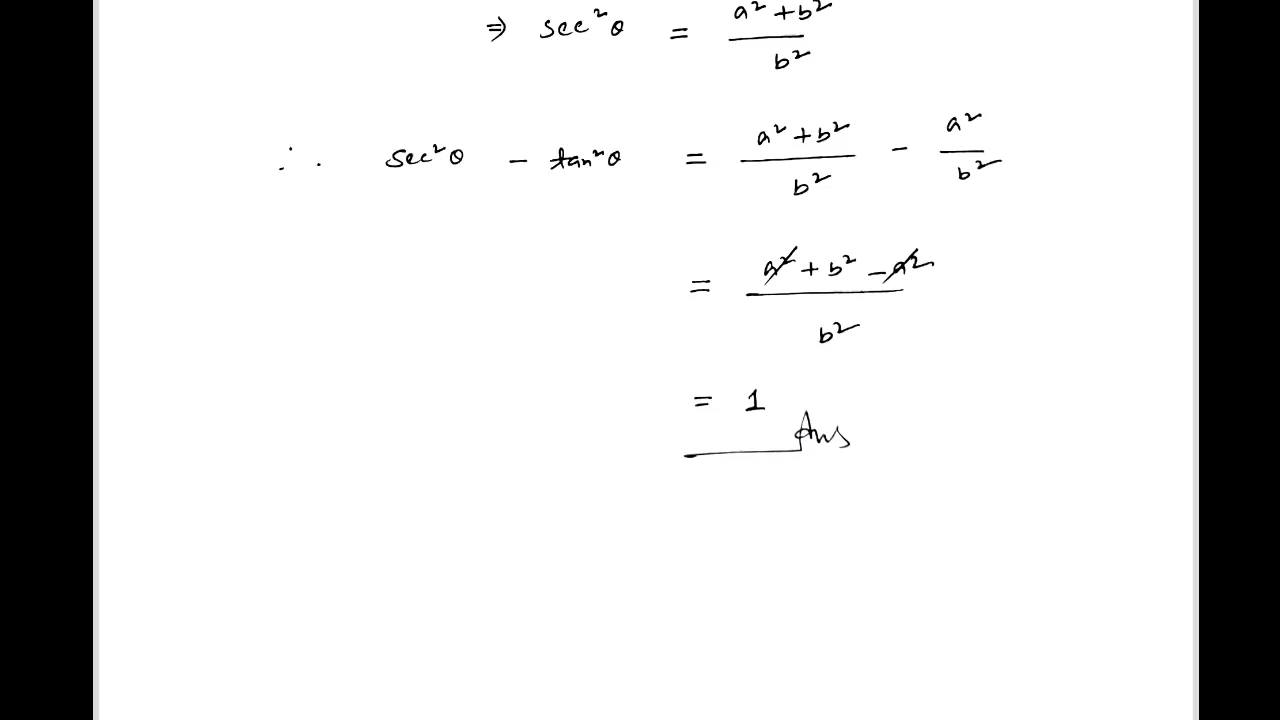 ⇒ sec²θ = a²+b² / b²
∴ sec²θ - tan²θ = a²+b² / b² - a² / b²
= a² + b² - a² / b²
= 1
Ans